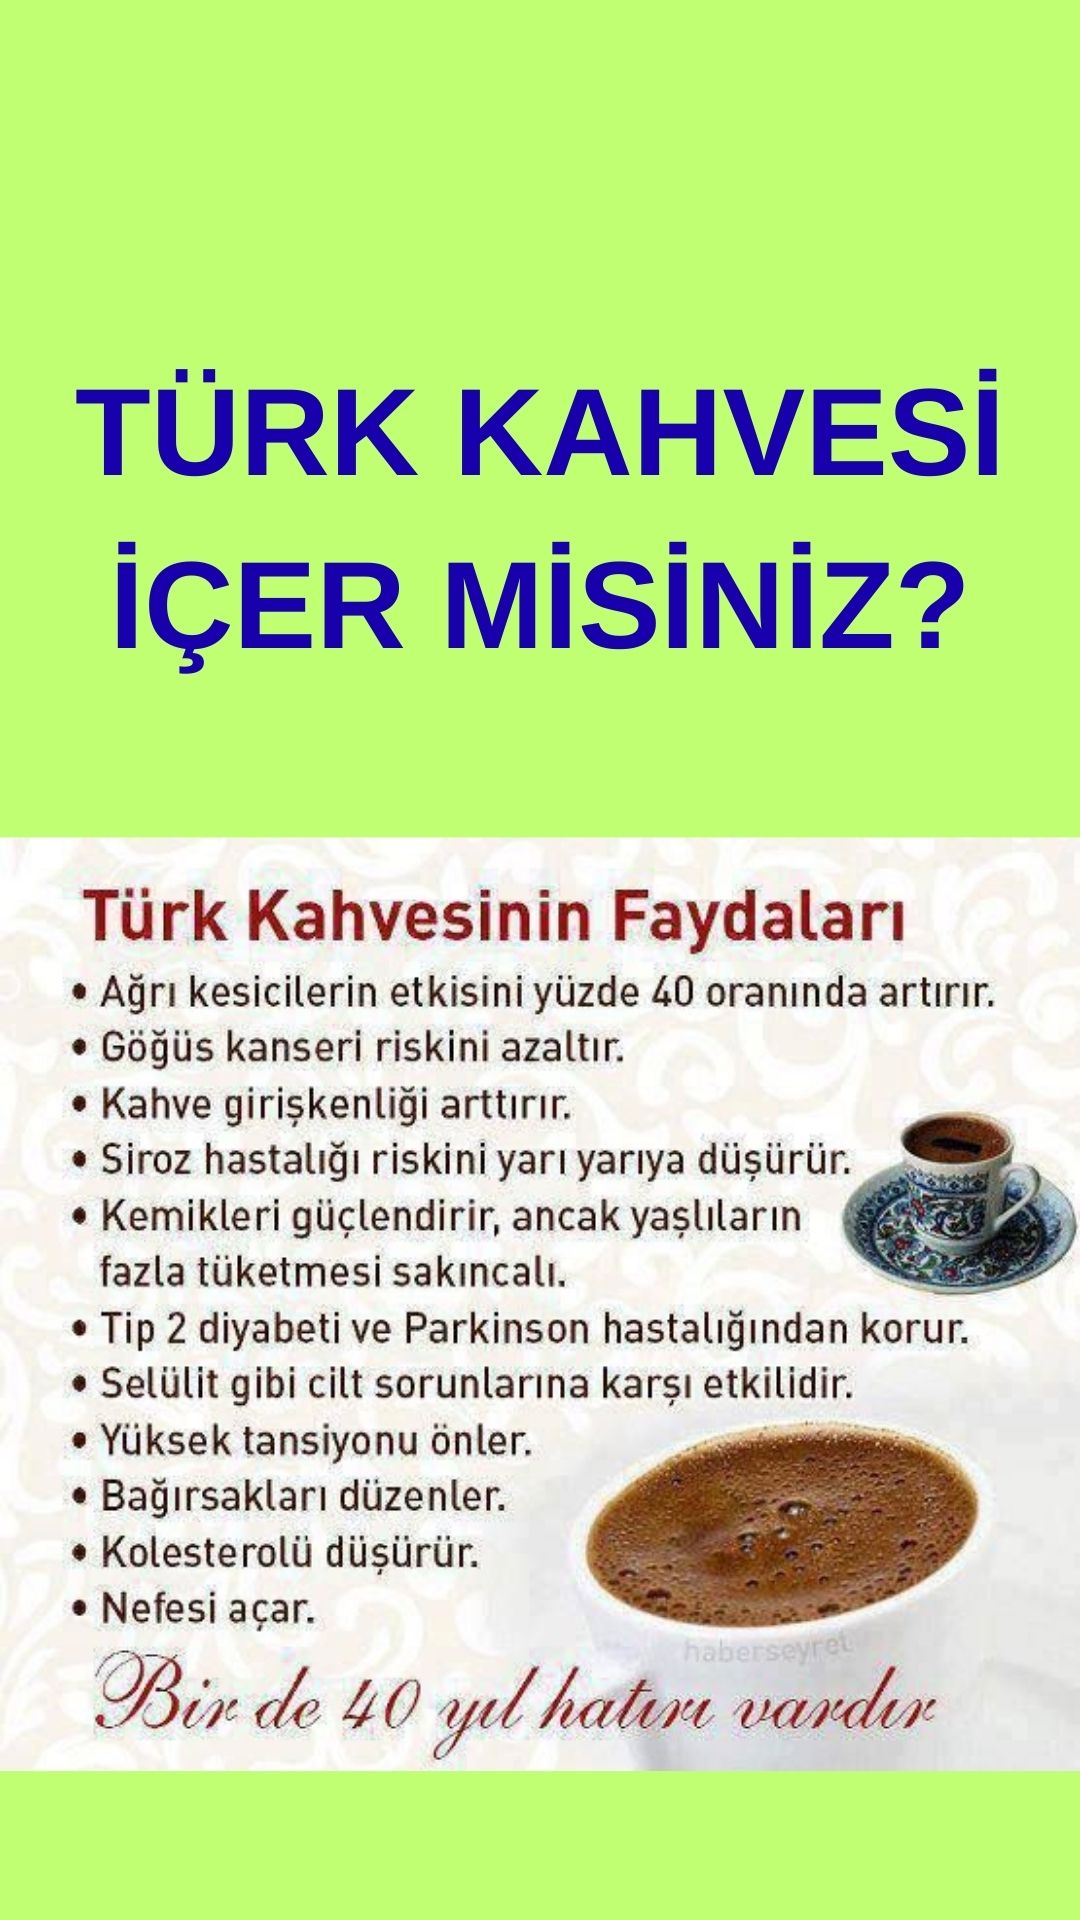 TÜRK KAHVESİ
İÇER MİSİNİZ?
Türk Kahvesinin Faydaları
• Ağrı kesicilerin etkisini yüzde 40 oranında artırır.
• Göğüs kanseri riskini azaltır.
• Kahve girişkenliği arttırır.
• Siroz hastalığı riskini yarı yarıya düşürür.
• Kemikleri güçlendirir, ancak yaşlıların
fazla tüketmesi sakıncalı.
• Tip 2 diyabeti ve Parkinson hastalığından korur.
• Selülit gibi cilt sorunlarına karşı etkilidir.
• Yüksek tansiyonu önler.
• Bağırsakları düzenler.
• Kolesterolü düşürür.
• Nefesi açar.
haberseyret
Bir de 40 yıl hatırı vardır